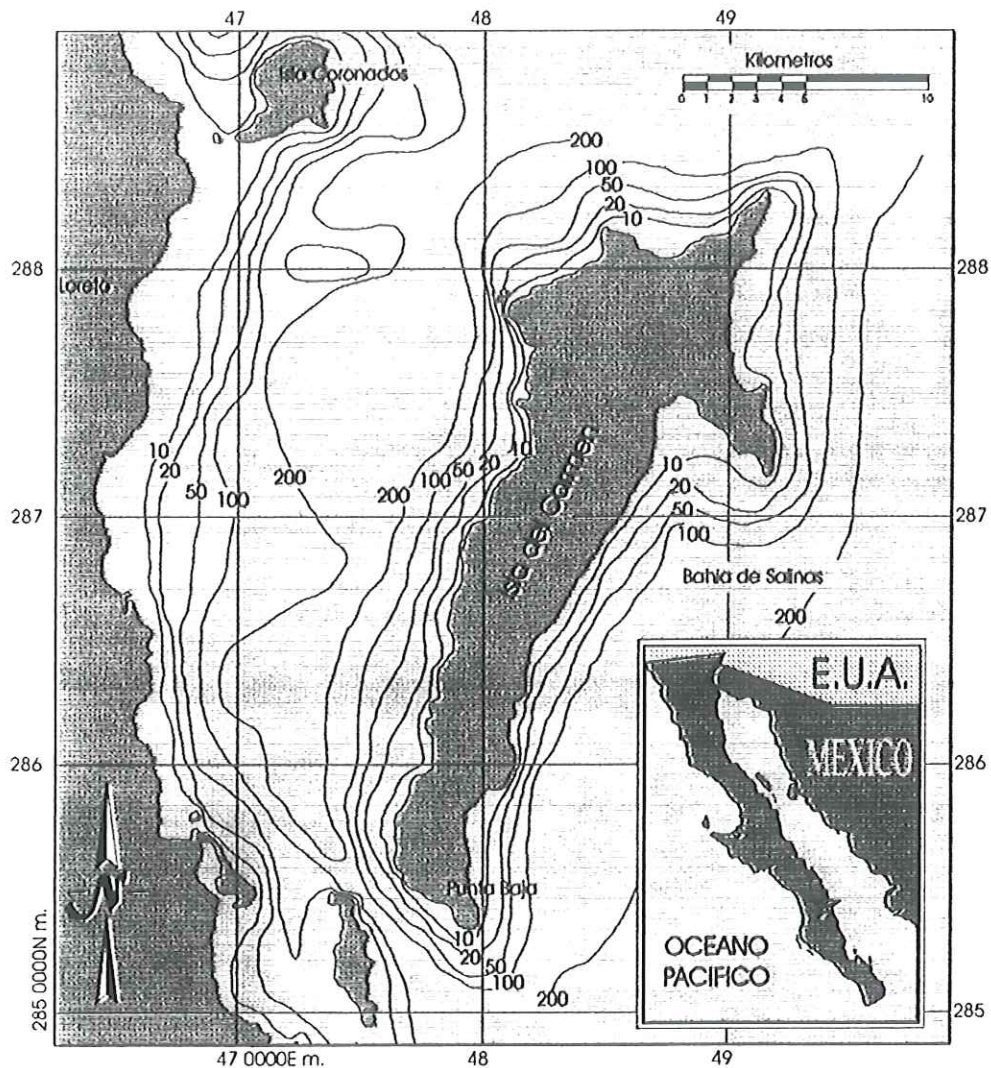 47
48
49
Isla Coronados
Kilometros
0 1 2 3 4 5 10
200
100
50
20
10
288
288
Loreto
10
20
50
100
200
200
100
50
20
10
Isla del Carmen
10
20
50
100
287
287
Bahia de Salinas
200
E.U.A.
MEXICO
286
286
N
Punta Baja
10
20
50
100
200
OCEANO
PACIFICO
285 0000N m.
285
47 0000E m.
48
49